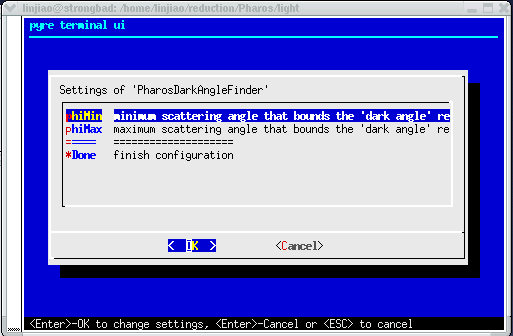 linjiao@strongbad: /home/linjiao/reduction/Pharos/light
pyre terminal ui
Settings of 'PharosDarkAngleFinder'
phiMin minimum scattering angle that bounds the 'dark angle' re
phiMax maximum scattering angle that bounds the 'dark angle' re
===== ====================
*Done finish configuration
< OK > <Cancel>
<Enter>-OK to change settings, <Enter>-Cancel or <ESC> to cancel